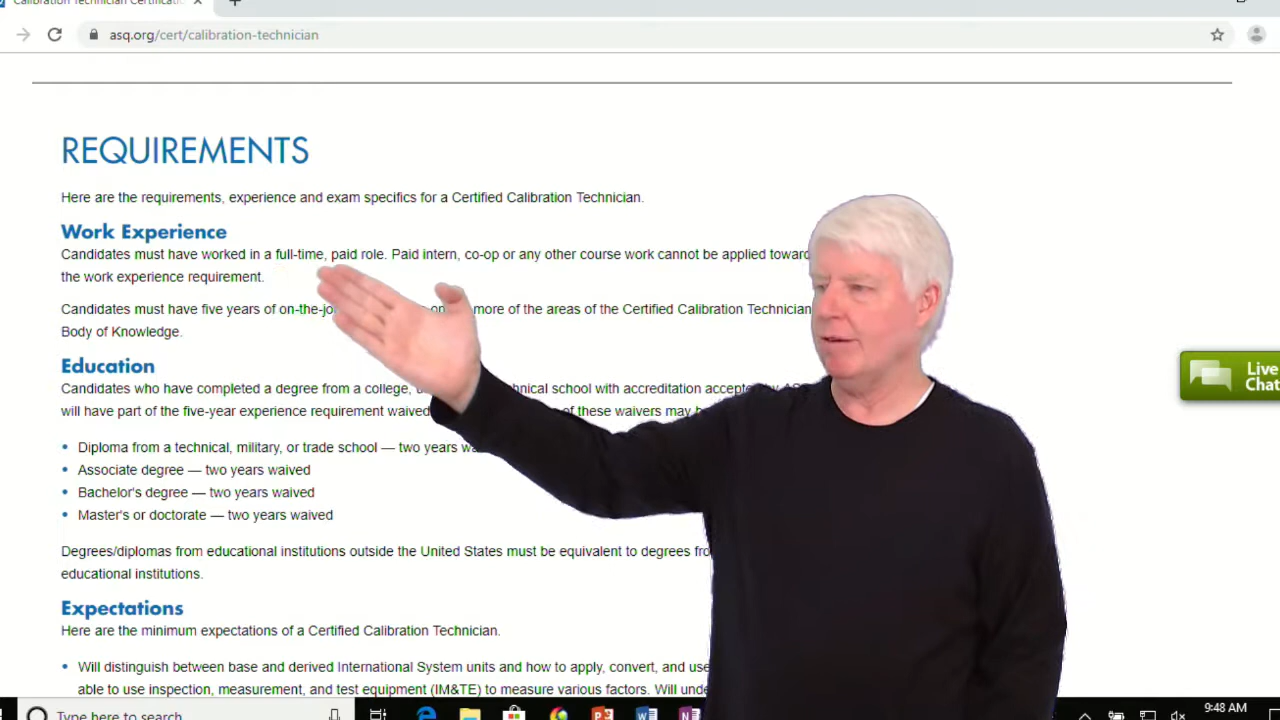 Calibration Technician Certificati
asq.org/cert/calibration-technician
REQUIREMENTS
Here are the requirements, experience and exam specifics for a Certified Calibration Technician.
Work Experience
Candidates must have worked in a full-time, paid role. Paid intern, co-op or any other course work cannot be applied toward
the work experience requirement.
Candidates must have five years of on-the-jo more of the areas of the Certified Calibration Technician
Body of Knowledge.
Education
Candidates who have completed a degree from a college, school with accreditation
will have part of the five-year experience requirement waived of these waivers may
• Diploma from a technical, military, or trade school — two years
• Associate degree — two years waived
• Bachelor's degree — two years waived
• Master's or doctorate — two years waived
Degrees/diplomas from educational institutions outside the United States must be equivalent to degrees
educational institutions.
Expectations
Here are the minimum expectations of a Certified Calibration Technician.
• Will distinguish between base and derived International System units and how to apply, convert, and use
able to use inspection, measurement, and test equipment (IM&TE) to measure various factors. Will
Live
Chat
Type here to search
9:48 AM